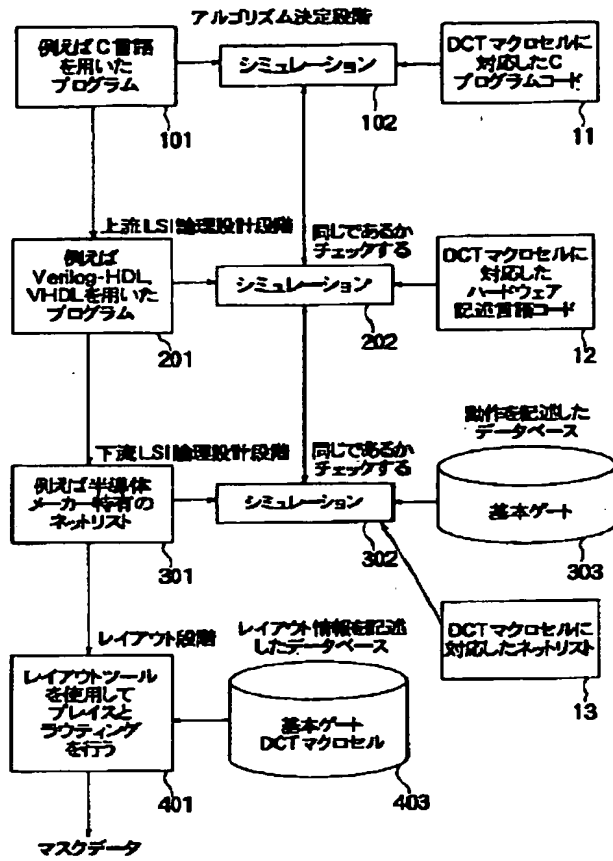 アルゴリズム決定段階
例えばC言語
を用いた
プログラム
101
シミュレーション
102
DCTマクロセルに
対応したC
プログラムコード
11
上流LSI論理設計段階
同じであるか
チェックする
例えば
Verilog-HDL
VHDLを用いた
プログラム
201
シミュレーション
202
DCTマクロセルに
対応した
ハードウェア
記述言語コード
12
下流LSI論理設計段階
同じであるか
チェックする
動作を記述した
データベース
例えば半導体
メーカー特有の
ネットリスト
301
シミュレーション
302
基本ゲート
303
DCTマクロセルに
対応したネットリスト
13
レイアウト段階
レイアウト情報を記述
したデータベース
レイアウトツール
を使用して
プレイスと
ラウティング
を行う
401
基本ゲート
DCTマクロセル
403
マスクデータ